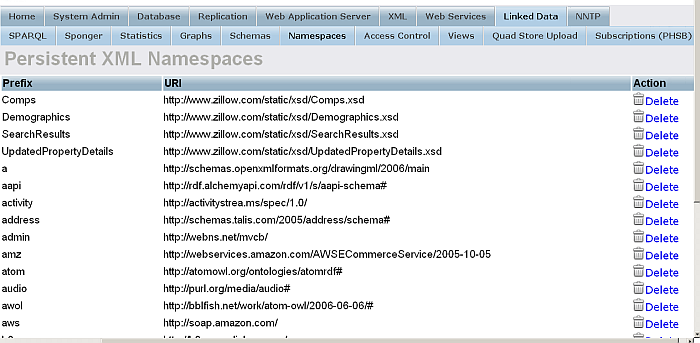 Home System Admin Database Replication Web Application Server XML Web Services Linked Data NNTP
SPARQL Sponger Statistics Graphs Schemas Namespaces Access Control Views Quad Store Upload Subscriptions (PHSB)
Persistent XML Namespaces
Prefix URI Action
Comps http://www.zillow.com/static/xsd/Comps.xsd Delete
Demographics http://www.zillow.com/static/xsd/Demographics.xsd Delete
SearchResults http://www.zillow.com/static/xsd/SearchResults.xsd Delete
UpdatedPropertyDetails http://www.zillow.com/static/xsd/UpdatedPropertyDetails.xsd Delete
a http://schemas.openxmlformats.org/drawingml/2006/main Delete
aapi http://rdf.alchemyapi.com/rdf/v1/s/aapi-schema# Delete
activity http://activitystrea.ms/spec/1.0/ Delete
address http://schemas.talis.com/2005/address/schema# Delete
admin http://webns.net/mvcb/ Delete
amz http://webservices.amazon.com/AWSECommerceService/2005-10-05 Delete
atom http://atomowl.org/ontologies/atomrdf# Delete
audio http://purl.org/media/audio# Delete
awol http://bblfish.net/work/atom-owl/2006-06-06/# Delete
aws http://soap.amazon.com/ Delete